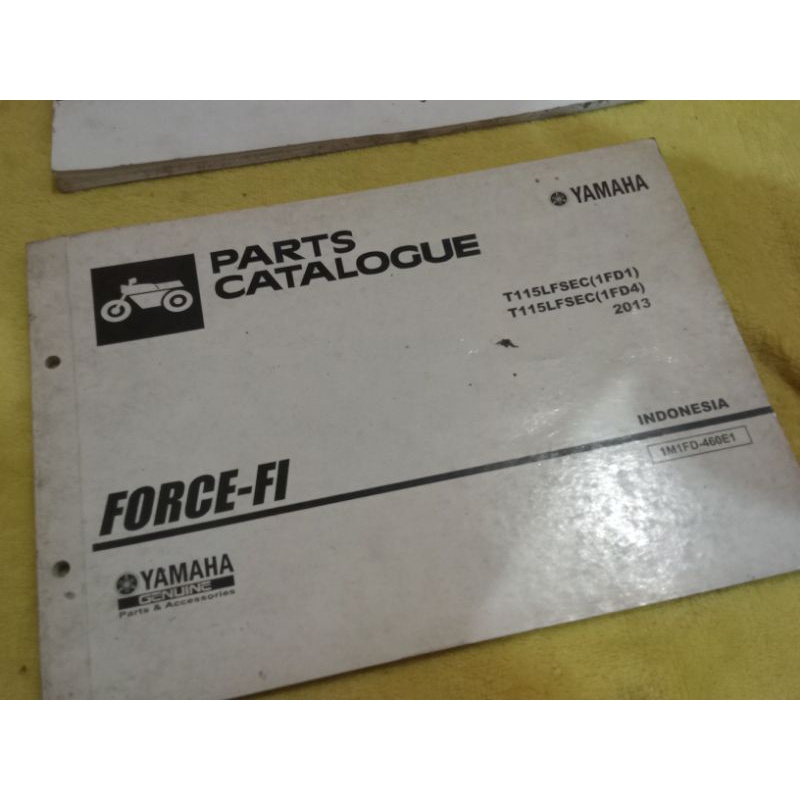 YAMAHA
PARTS
CATALOGUE
T115LFSEC(1FD1)
T115LFSEC(1FD4)
2013
INDONESIA
1M1FD-460E1
FORCE-FI
YAMAHA
GENUINE
Parts & Accessories